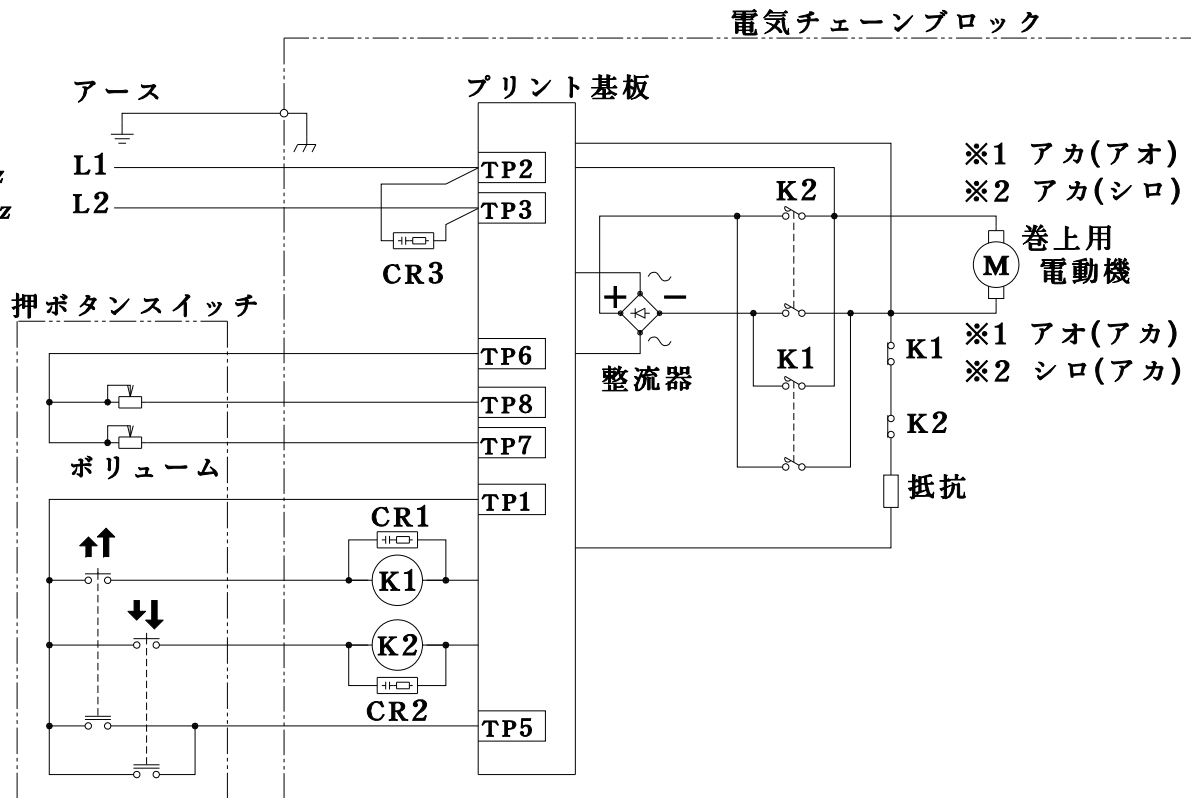 電気チェーンブロック
アース
プリント基板
L1
L2
z
z
TP2
TP3
CR3
K2
※1 アカ(アオ)
※2 アカ(シロ)
巻上用
電動機
M
+
−
整流器
K1
※1 アオ(アカ)
※2 シロ(アカ)
K1
K2
抵抗
押ボタンスイッチ
TP6
TP8
TP7
ボリューム
TP1
CR1
K1
K2
CR2
TP5